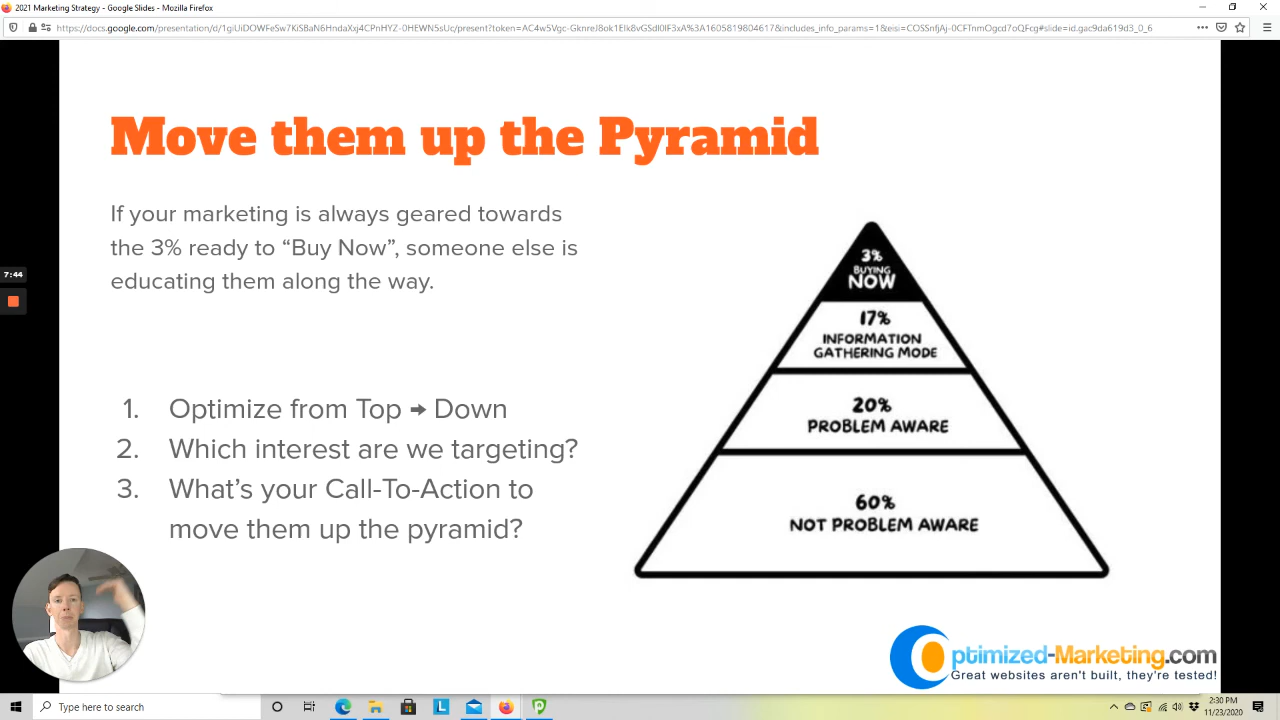 2021 Marketing Strategy - Google Slides - Mozilla Firefox
Move them up the Pyramid
If your marketing is always geared towards
the 3% ready to “Buy Now”, someone else is
educating them along the way.
7:44
1. Optimize from Top → Down
2. Which interest are we targeting?
3. What’s your Call-To-Action to
move them up the pyramid?
3%
BUYING
NOW
17%
INFORMATION
GATHERING MODE
20%
PROBLEM AWARE
60%
NOT PROBLEM AWARE
ptimized-Marketing.com
Great websites aren't built, they're tested!
Type here to search
2:30 PM
11/23/2020